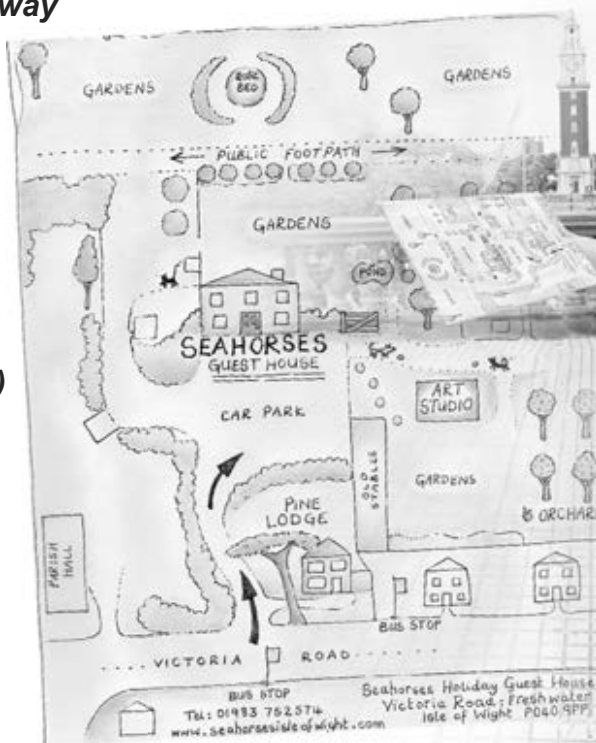 way
)
GARDENS
ROSE
BED
GARDENS
PUBLIC FOOTPATH
GARDENS
POND
SEAHORSES
GUEST HOUSE
CAR PARK
ART
STUDIO
OLD
STABLES
GARDENS
PINE
LODGE
ORCHAR
PARISH
HALL
BUS STOP
VICTORIA ROAD
BUS STOP
Tel: 01983 752574
www.seahorsesisleofwight.com
Seahorses Holiday Guest House
Victoria Road: Freshwater
Isle of Wight PO40 9PP